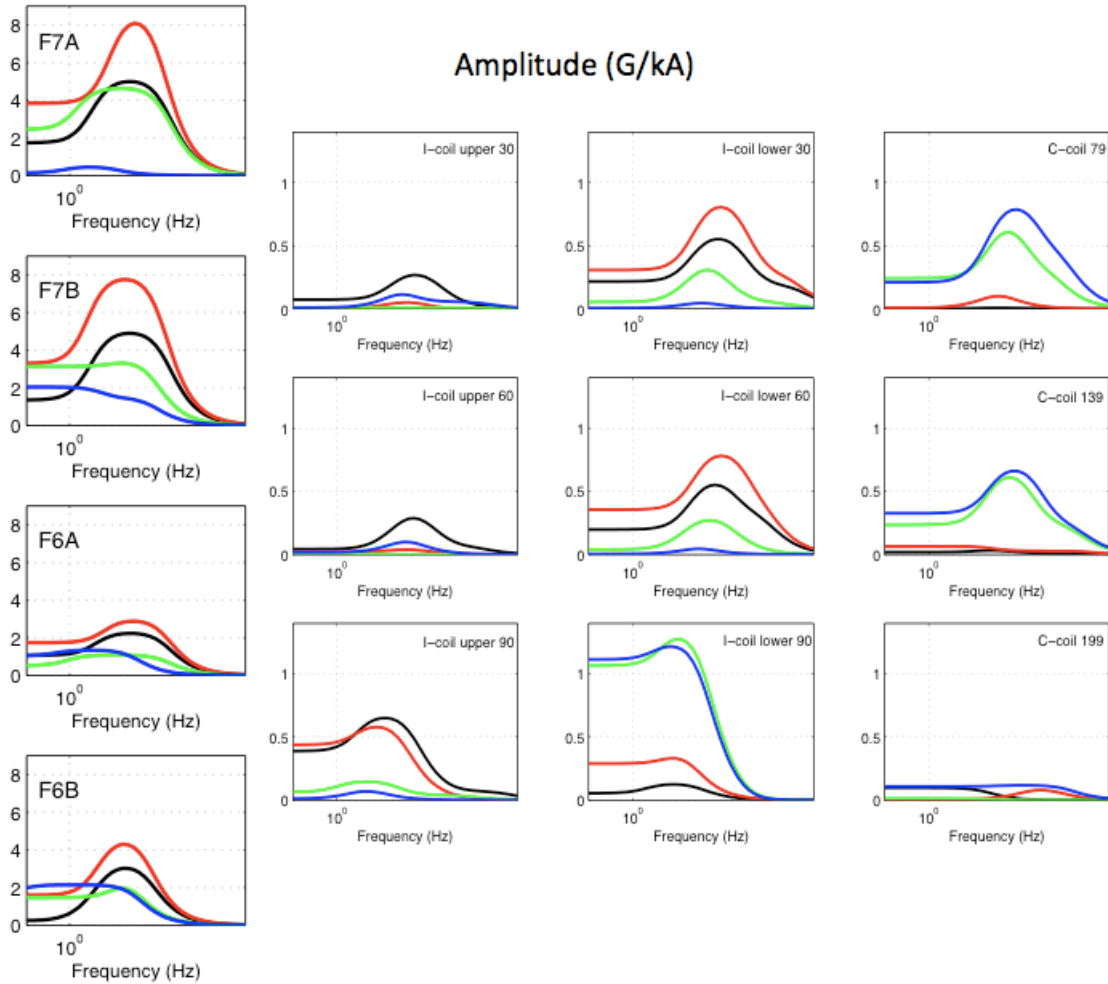 Amplitude (G/kA)
F7A
8
6
4
2
0
10^0
Frequency (Hz)
F7B
8
6
4
2
0
10^0
Frequency (Hz)
F6A
8
6
4
2
0
10^0
Frequency (Hz)
F6B
8
6
4
2
0
10^0
Frequency (Hz)
I-coil upper 30
1
0.5
0
10^0
Frequency (Hz)
I-coil lower 30
1
0.5
0
10^0
Frequency (Hz)
C-coil 79
1
0.5
0
10^0
Frequency (Hz)
I-coil upper 60
1
0.5
0
10^0
Frequency (Hz)
I-coil lower 60
1
0.5
0
10^0
Frequency (Hz)
C-coil 139
1
0.5
0
10^0
Frequency (Hz)
I-coil upper 90
1
0.5
0
10^0
Frequency (Hz)
I-coil lower 90
1
0.5
0
10^0
Frequency (Hz)
C-coil 199
1
0.5
0
10^0
Frequency (Hz)